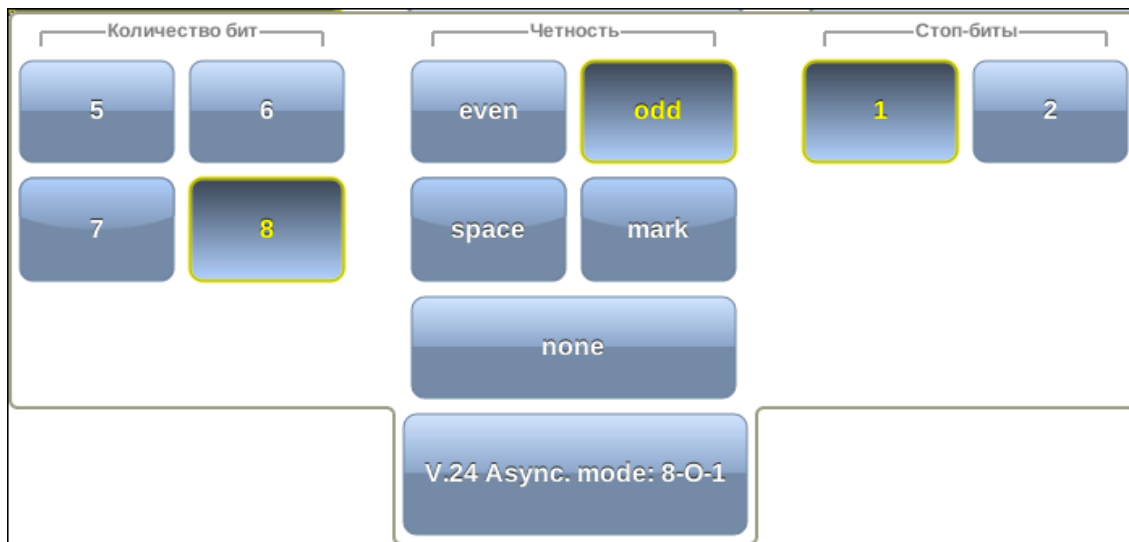 Количество бит Четность Стоп-биты
5 6 even odd 1 2
7 8 space mark
none
V.24 Async. mode: 8-O-1